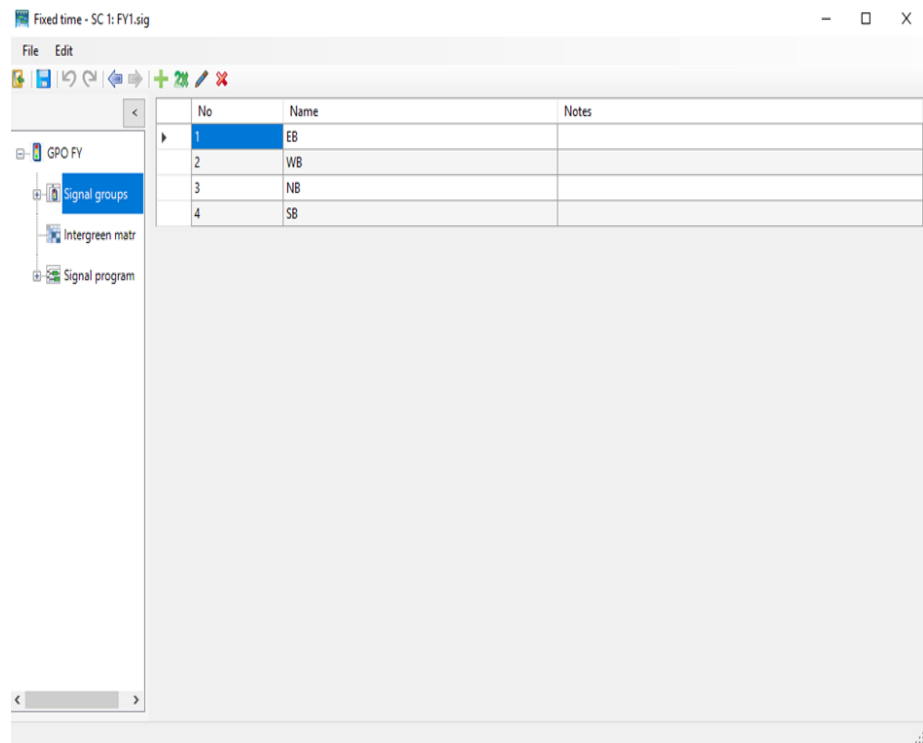 Fixed time - SC 1: FY1.sig
File Edit
<
No Name Notes
1 EB
2 WB
3 NB
4 SB
GPO FY
Signal groups
Intergreen matr
Signal program